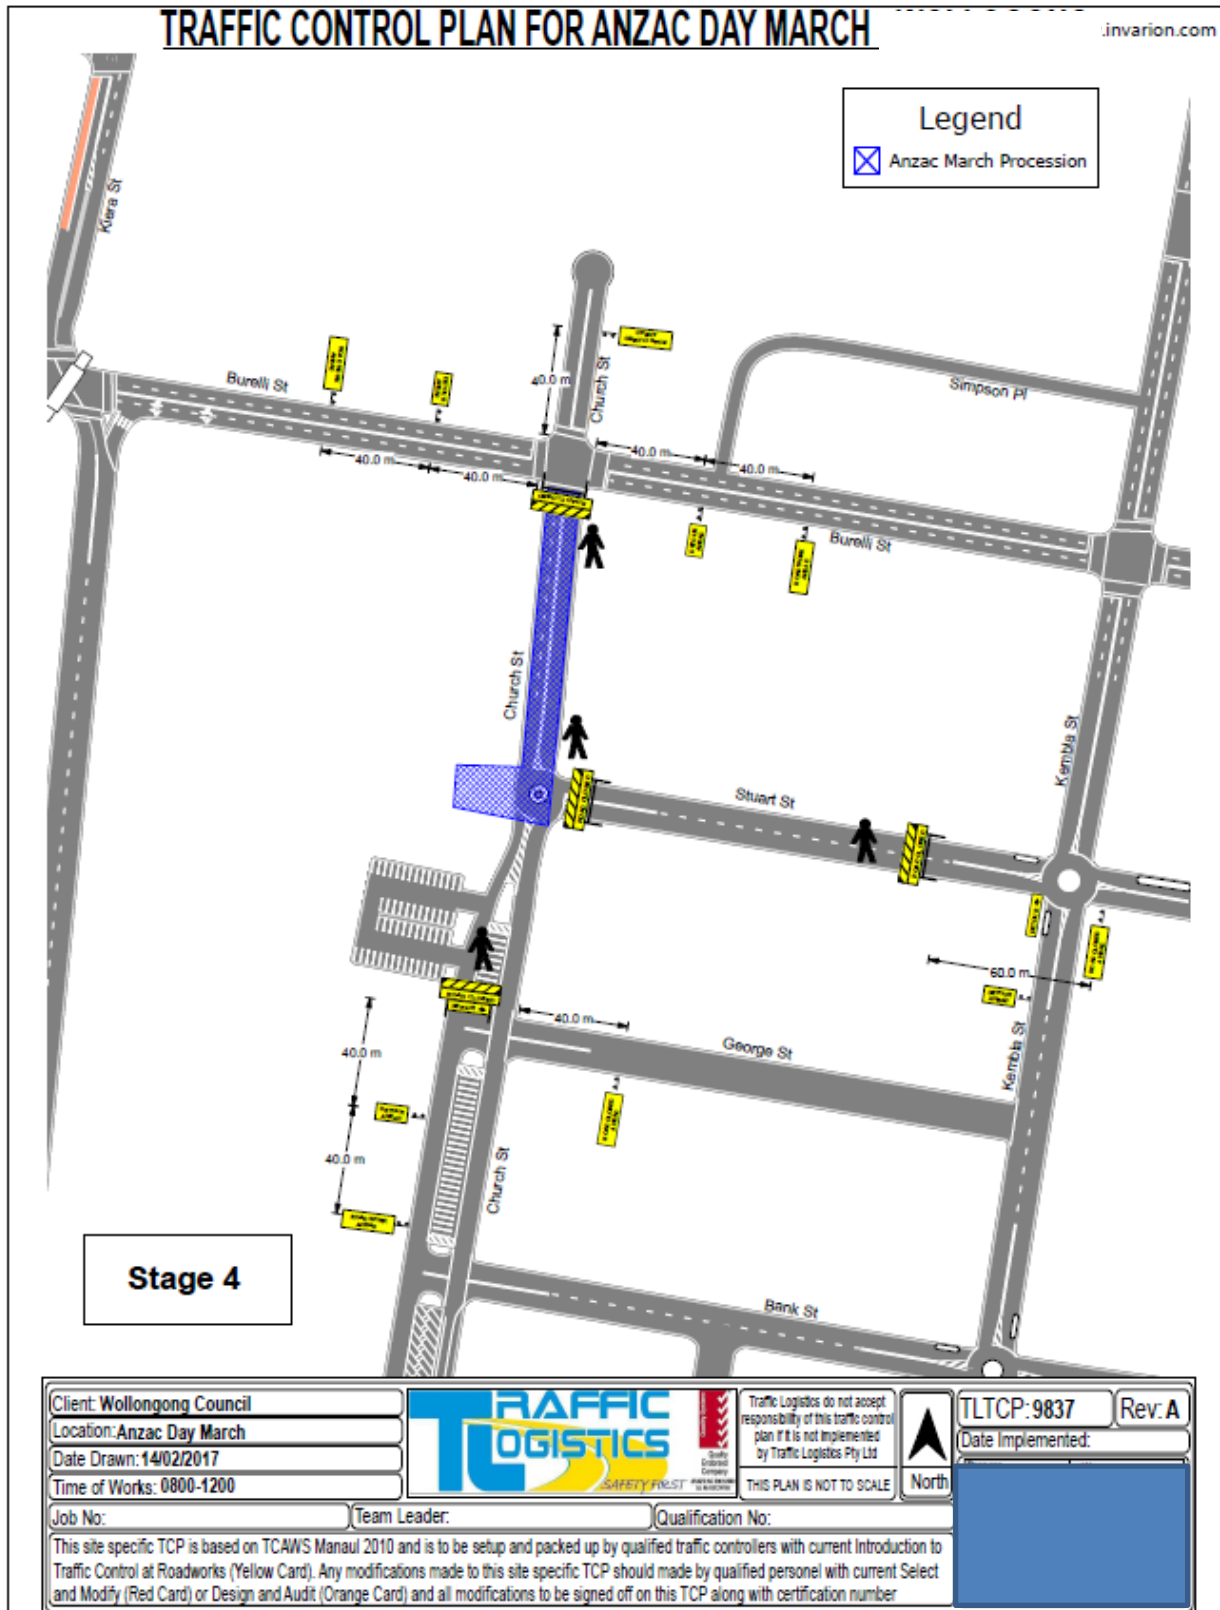 TRAFFIC CONTROL PLAN FOR ANZAC DAY MARCH
.invarion.com
Legend
Anzac March Procession
Kiera St
Burelli St
Church St
40.0 m
Simpson Pl
40.0 m
40.0 m
40.0 m
40.0 m
Burelli St
Church St
Kembla St
Stuart St
60.0 m
40.0 m
George St
Kembla St
40.0 m
40.0 m
Church St
Stage 4
Bank St
Client: Wollongong Council
Location: Anzac Day March
Date Drawn: 14/02/2017
Time of Works: 0800-1200
TRAFFIC
LOGISTICS
SAFETY FIRST
Quality
Endorsed
Company
Traffic Logistics do not accept
responsibility of this traffic control
plan if it is not implemented
by Traffic Logistics Pty Ltd
THIS PLAN IS NOT TO SCALE
North
TLTCP: 9837
Rev: A
Date Implemented:
Job No:
Team Leader:
Qualification No:
This site specific TCP is based on TCAWS Manaul 2010 and is to be setup and packed up by qualified traffic controllers with current Introduction to
Traffic Control at Roadworks (Yellow Card). Any modifications made to this site specific TCP should made by qualified personel with current Select
and Modify (Red Card) or Design and Audit (Orange Card) and all modifications to be signed off on this TCP along with certification number